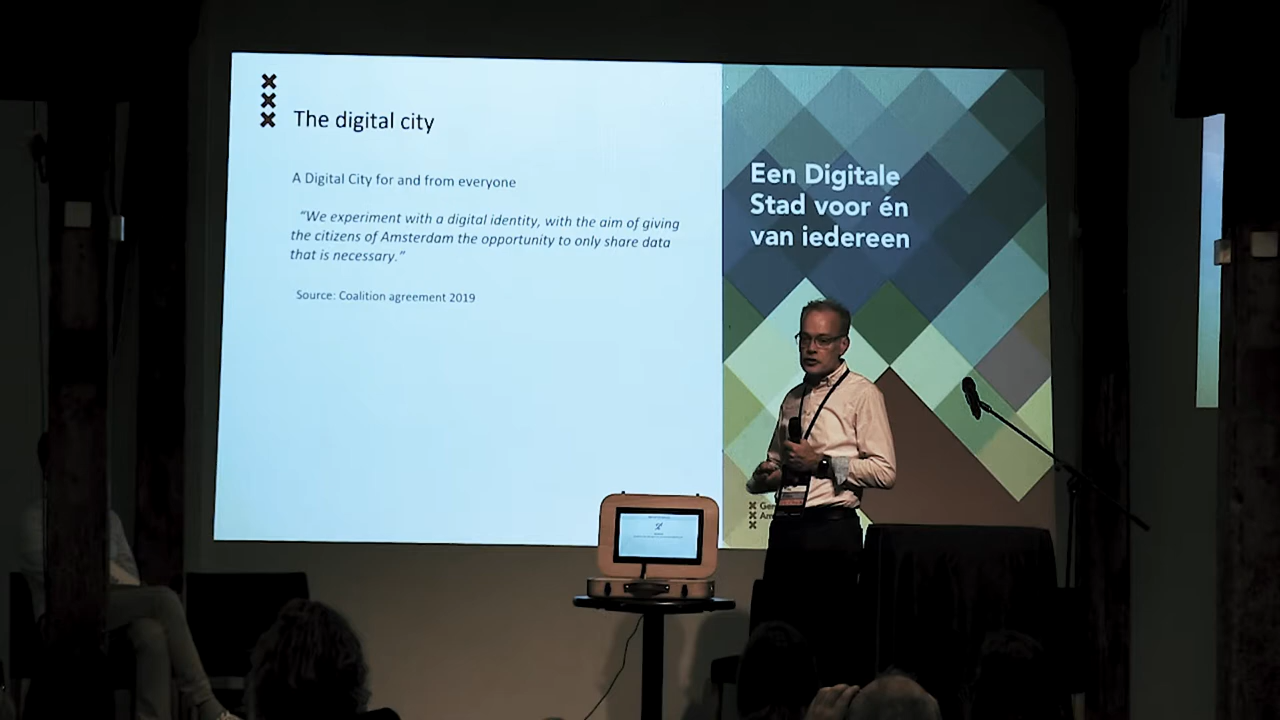 The digital city
A Digital City for and from everyone
“We experiment with a digital identity, with the aim of giving
the citizens of Amsterdam the opportunity to only share data
that is necessary.”
Source: Coalition agreement 2019
Een Digitale
Stad voor én
van iedereen